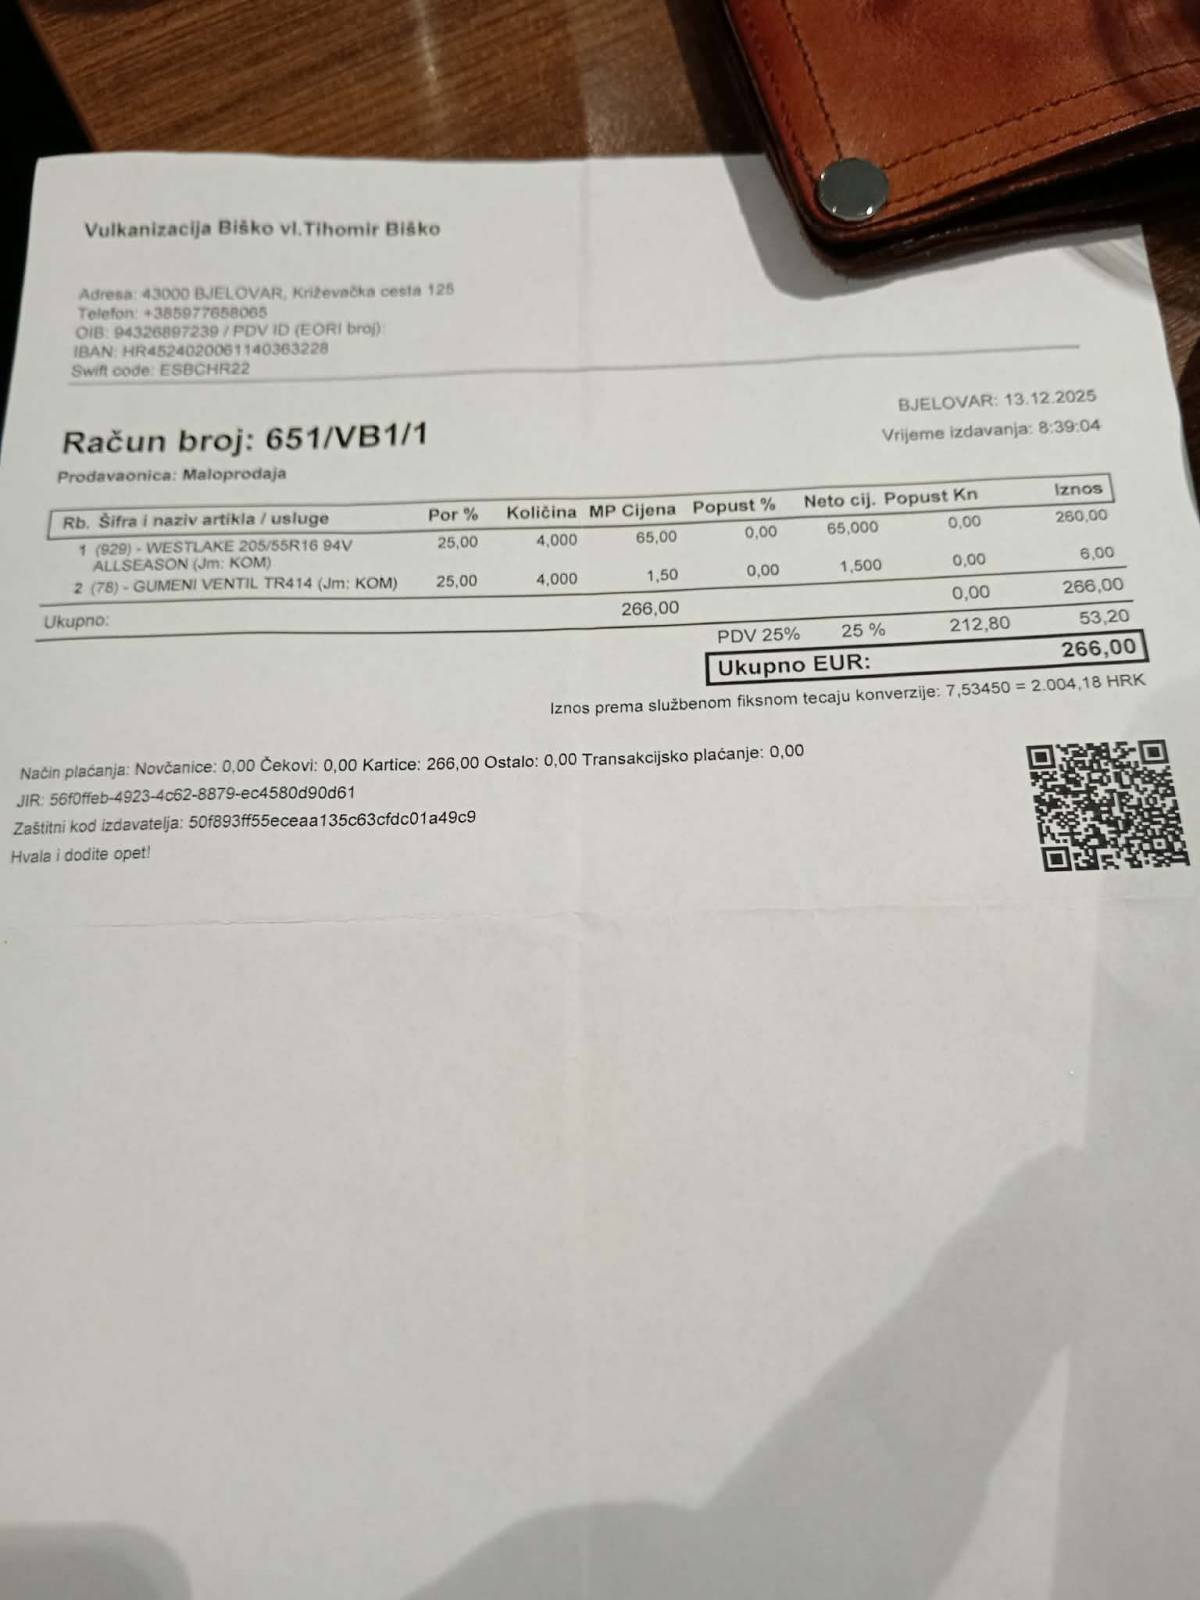 Vulkanizacija Biško vl.Tihomir Biško
Adresa: 43000 BJELOVAR, Križevačka cesta 125
Telefon: +385977658065
OIB: 94326897239 / PDV ID (EORI broj):
IBAN: HR4524020061140363228
Swift code: ESBCHR22
BJELOVAR: 13.12.2025
Račun broj: 651/VB1/1
Vrijeme izdavanja: 8:39:04
Prodavaonica: Maloprodaja
Rb. Šifra i naziv artikla / usluge Por % Količina MP Cijena Popust % Neto cij. Popust Kn Iznos
1 (929) - WESTLAKE 205/55R16 94V 25,00 4,000 65,00 0,00 65,000 0,00 260,00
ALLSEASON (Jm: KOM)
2 (78) - GUMENI VENTIL TR414 (Jm: KOM) 25,00 4,000 1,50 0,00 1,500 0,00 6,00
Ukupno: 266,00 0,00 266,00
PDV 25% 25 % 212,80 53,20
Ukupno EUR: 266,00
Iznos prema službenom fiksnom tecaju konverzije: 7,53450 = 2.004,18 HRK
Način plaćanja: Novčanice: 0,00 Čekovi: 0,00 Kartice: 266,00 Ostalo: 0,00 Transakcijsko plaćanje: 0,00
JIR: 56f0ffeb-4923-4c62-8879-ec4580d90d61
Zaštitni kod izdavatelja: 50f893ff55eceaa135c63cfdc01a49c9
Hvala i dođite opet!